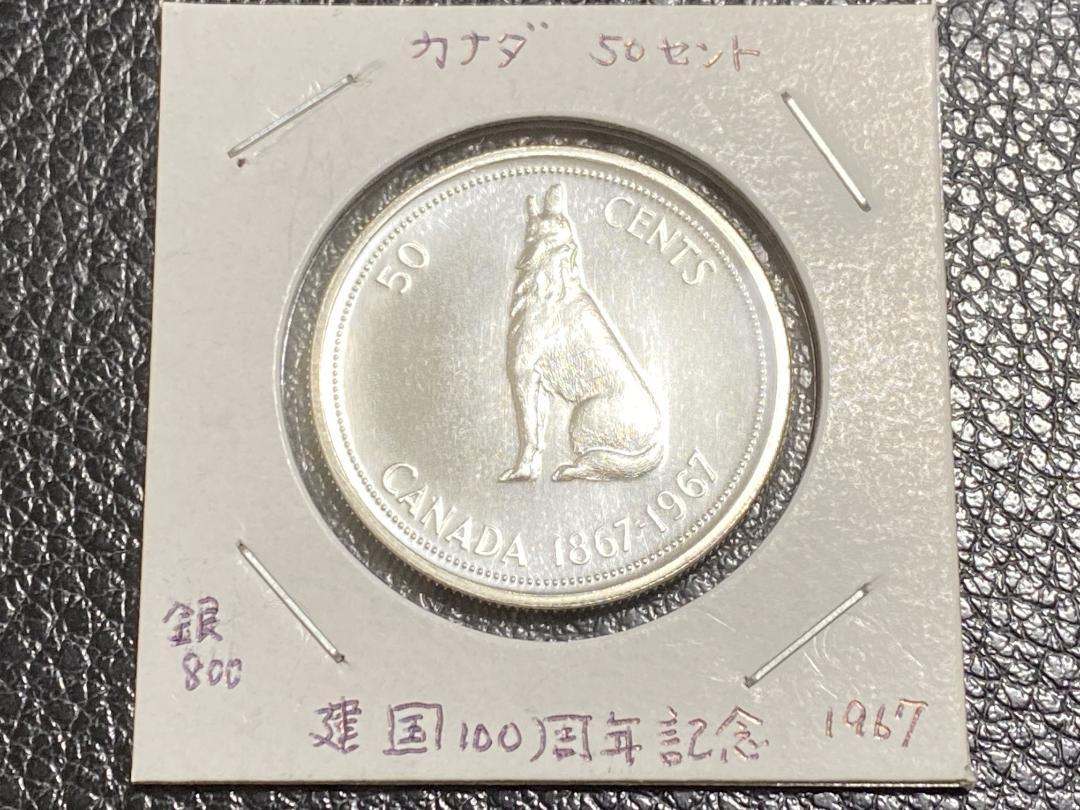 カナダ 50セント
50 CENTS
CANADA 1867-1967
銀
800
建国100周年記念 1967